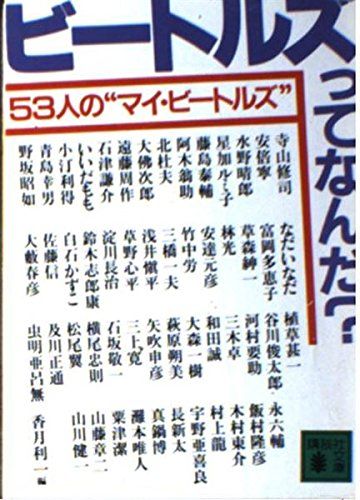 ビートルズ
ってなんだ?
53人の“マイ・ビートルズ”
寺山修司 なだいなだ 植草甚一
安倍寧 富岡多恵子 谷川俊太郎 永六輔
水野晴郎 草森紳一 河村要助 飯村隆彦
星加ルミ子 林光 三木卓 木村東介
藤島泰輔 安達元彦 和田誠 村上龍
阿木翁助 竹中労 大森一樹 宇野亜喜良
北杜夫 三橋一夫 萩原朔美 長新太
大佛次郎 浅井愼平 矢吹申彦 真鍋博
遠藤周作 草野心平 三上寛 灘本唯人
石津謙介 淀川長治 石坂敬一 粟津潔
いいだもも 鈴木志郎康 横尾忠則 山藤章二
小汀利得 白石かずこ 松尾翼 山川健一
青島幸男 佐藤信 及川正通
野坂昭如 大藪春彦 虫明亜呂無
香月利一編
講談社
文庫